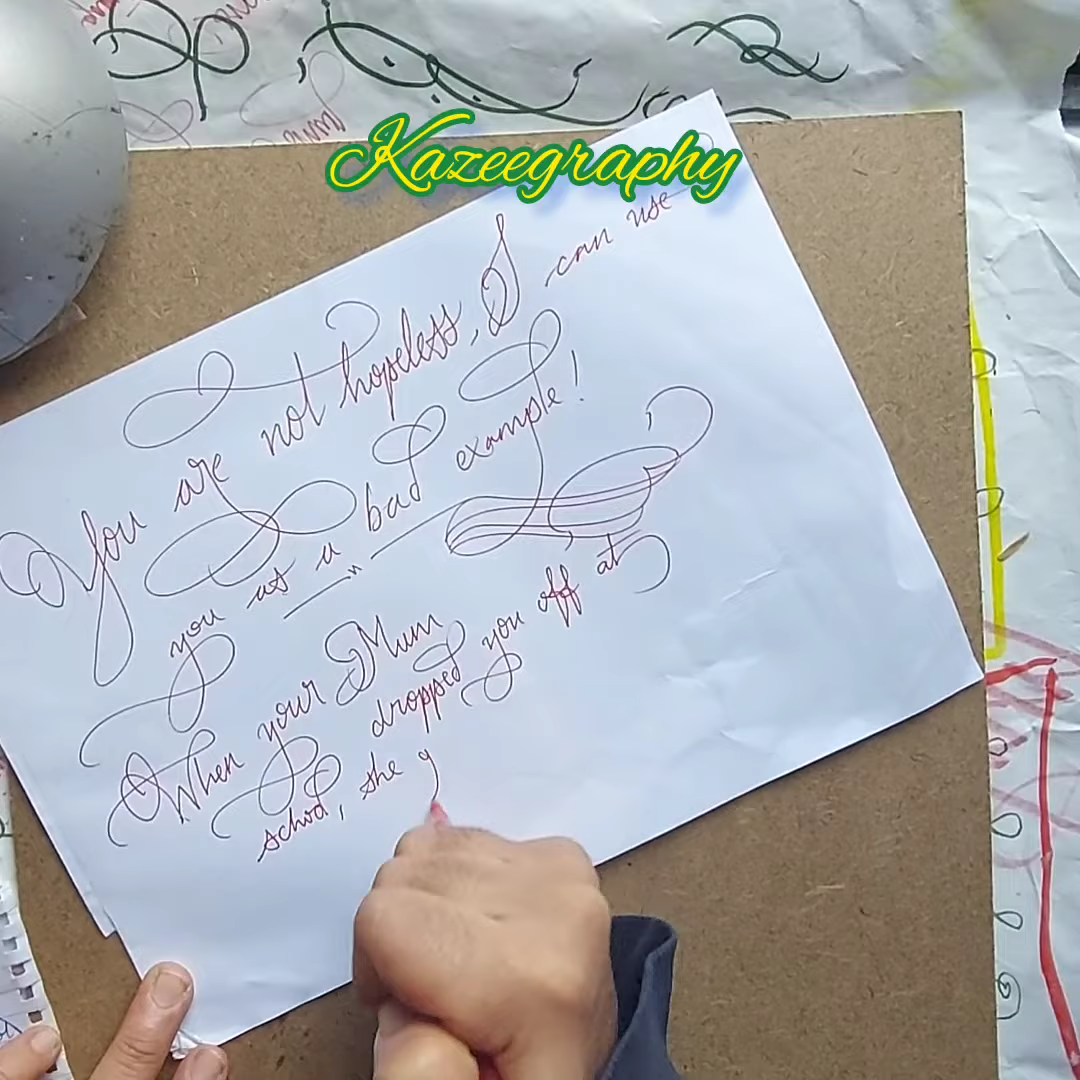 Kazeegraphy
You are not hopeless, I can use
you as a bad example!
When your Mum dropped you off at
school, she g